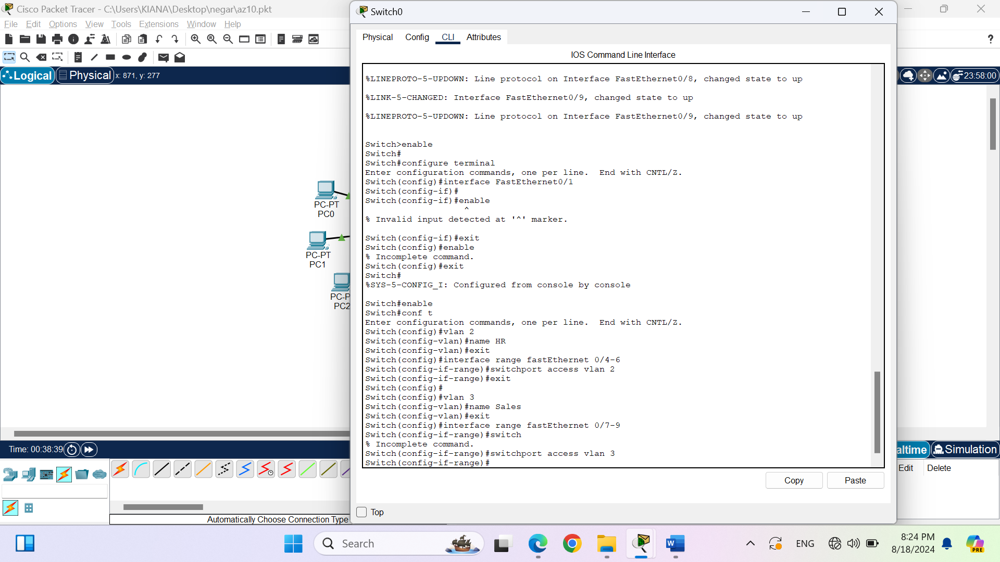 Cisco Packet Tracer - C:\Users\KIANA\Desktop\negar\az10.pkt
File Edit Options View Tools Extensions Window Help
?
Logical Physical x: 871, y: 277
23:58:00
PC-PT
PC0
PC-PT
PC1
PC-P
PC2
Switch0
Physical Config CLI Attributes
IOS Command Line Interface
%LINEPROTO-5-UPDOWN: Line protocol on Interface FastEthernet0/8, changed state to up
%LINK-5-CHANGED: Interface FastEthernet0/9, changed state to up
%LINEPROTO-5-UPDOWN: Line protocol on Interface FastEthernet0/9, changed state to up
Switch>enable
Switch#
Switch#configure terminal
Enter configuration commands, one per line.  End with CNTL/Z.
Switch(config)#interface FastEthernet0/1
Switch(config-if)#
Switch(config-if)#enable
^
% Invalid input detected at '^' marker.
Switch(config-if)#exit
Switch(config)#enable
% Incomplete command.
Switch(config)#exit
Switch#
%SYS-5-CONFIG_I: Configured from console by console
Switch#enable
Switch#conf t
Enter configuration commands, one per line.  End with CNTL/Z.
Switch(config)#vlan 2
Switch(config-vlan)#name HR
Switch(config-vlan)#exit
Switch(config)#interface range fastEthernet 0/4-6
Switch(config-if-range)#switchport access vlan 2
Switch(config-if-range)#exit
Switch(config)#
Switch(config)#vlan 3
Switch(config-vlan)#name Sales
Switch(config-vlan)#exit
Switch(config)#interface range fastEthernet 0/7-9
Switch(config-if-range)#switch
% Incomplete command.
Switch(config-if-range)#switchport access vlan 3
Switch(config-if-range)#
Copy Paste
Top
Time: 00:38:39
altime Simulation
Edit Delete
Automatically Choose Connection Type
Search
ENG
8:24 PM
8/18/2024
PRE